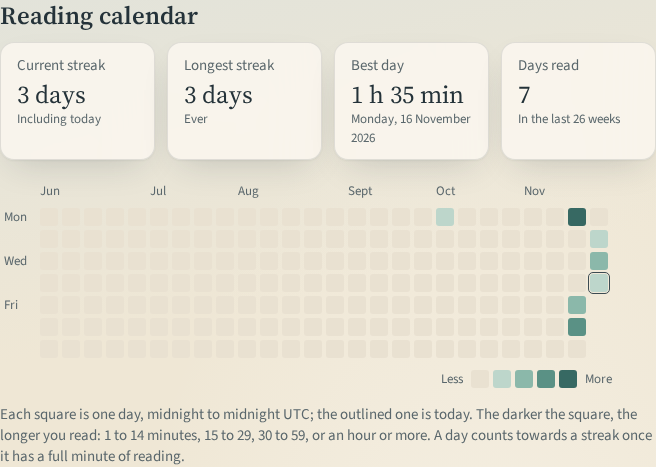 Reading calendar
Current streak
3 days
Including today
Longest streak
3 days
Ever
Best day
1 h 35 min
Monday, 16 November
2026
Days read
7
In the last 26 weeks
Jun Jul Aug Sept Oct Nov
Mon
Wed
Fri
Less More
Each square is one day, midnight to midnight UTC; the outlined one is today. The darker the square, the
longer you read: 1 to 14 minutes, 15 to 29, 30 to 59, or an hour or more. A day counts towards a streak once
it has a full minute of reading.